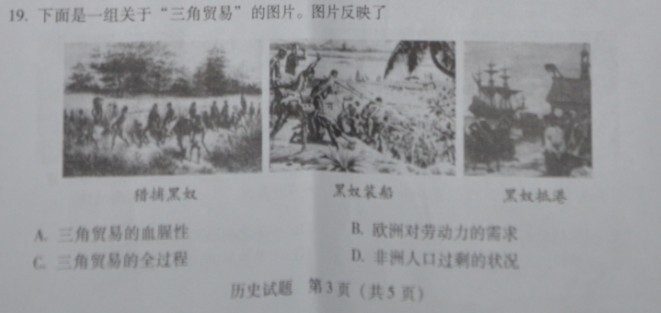 19. 下面是一组关于“三角贸易”的图片。图片反映了
猎捕黑奴
黑奴装船
黑奴抵港
A. 三角贸易的血腥性
B. 欧洲对劳动力的需求
C. 三角贸易的全过程
D. 非洲人口过剩的状况
历史试题 第3页（共5页）